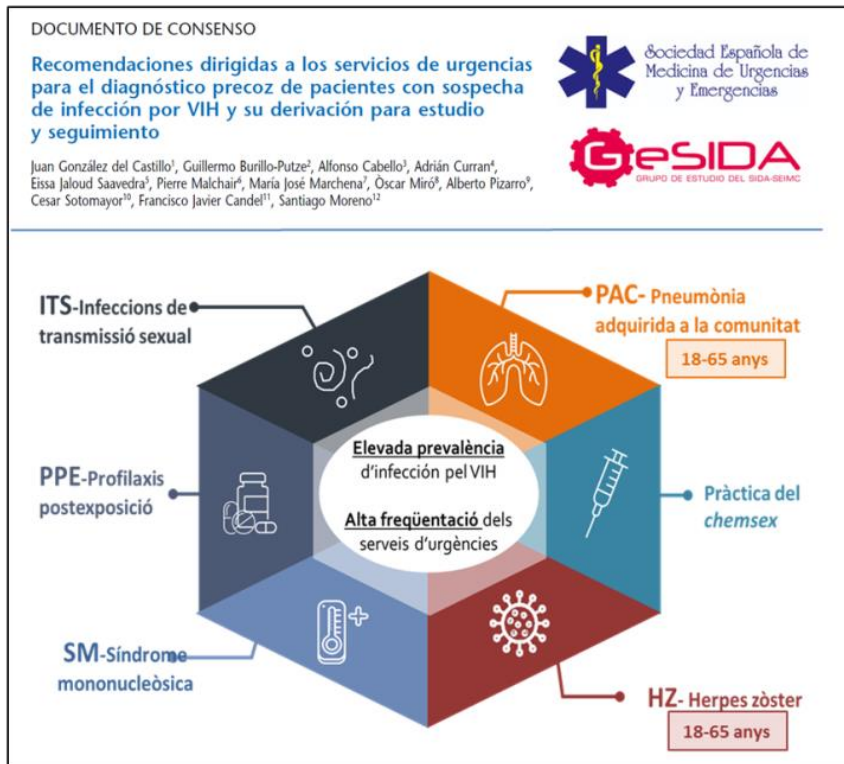 DOCUMENTO DE CONSENSO
Recomendaciones dirigidas a los servicios de urgencias
para el diagnóstico precoz de pacientes con sospecha
de infección por VIH y su derivación para estudio
y seguimiento
Juan González del Castillo¹, Guillermo Burillo-Putze², Alfonso Cabello³, Adrián Curran⁴,
Eissa Jaloud Saavedra⁵, Pierre Malchair⁶, María José Marchena⁷, Òscar Miró⁸, Alberto Pizarro⁹,
Cesar Sotomayor¹⁰, Francisco Javier Candel¹¹, Santiago Moreno¹²
Sociedad Española de
Medicina de Urgencias
y Emergencias
GeSIDA
GRUPO DE ESTUDIO DEL SIDA-SEIMC
ITS-Infeccions de
transmissió sexual
PAC- Pneumònia
adquirida a la comunitat
18-65 anys
PPE-Profilaxis
postexposició
Elevada prevalència
d'infecció pel VIH
Alta freqüentació dels
serveis d'urgències
Pràctica del
chemsex
SM-Síndrome
mononucleòsica
HZ- Herpes zòster
18-65 anys